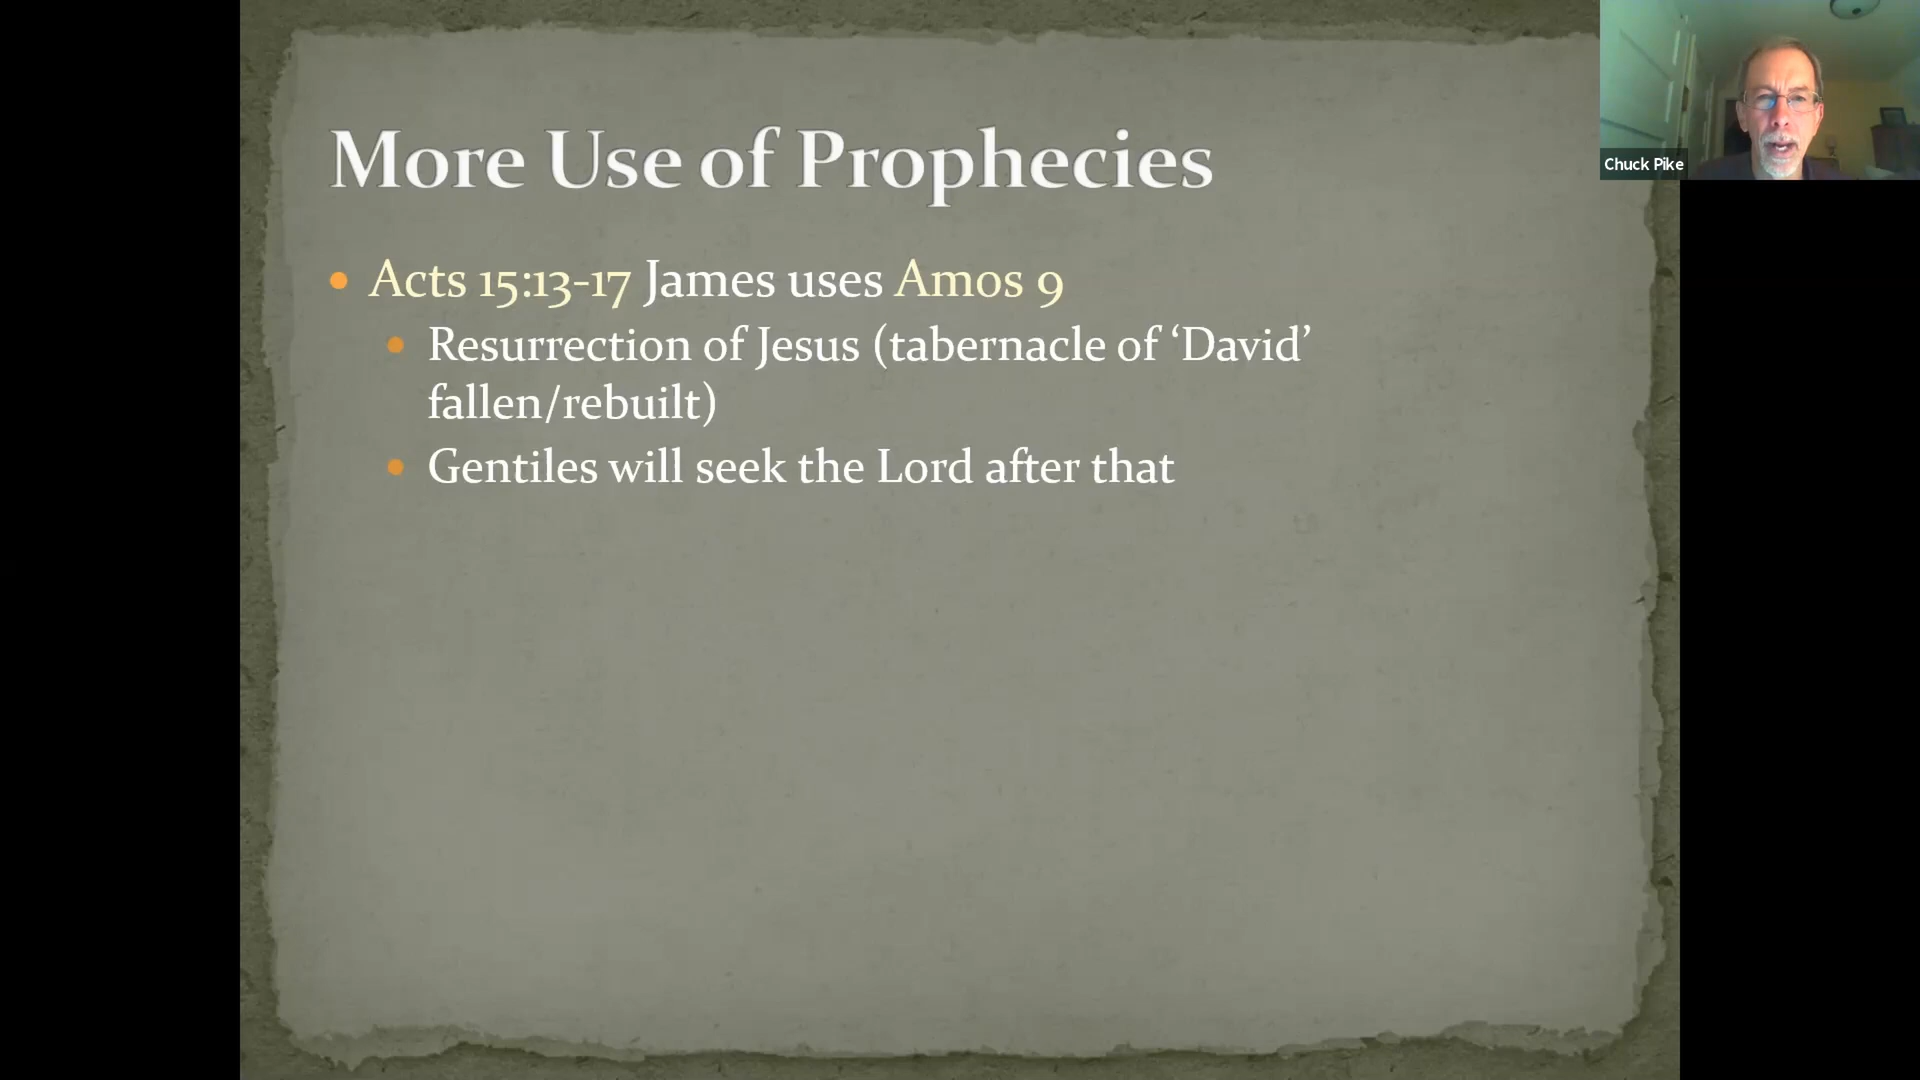 More Use of Prophecies
• Acts 15:13-17 James uses Amos 9
• Resurrection of Jesus (tabernacle of ‘David’
fallen/rebuilt)
• Gentiles will seek the Lord after that
Chuck Pike